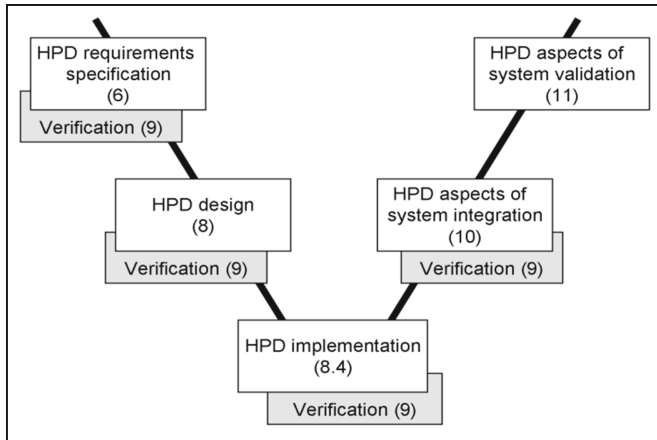 HPD requirements
specification
(6)
Verification (9)
HPD aspects of
system validation
(11)
HPD design
(8)
Verification (9)
HPD aspects of
system integration
(10)
Verification (9)
HPD implementation
(8.4)
Verification (9)